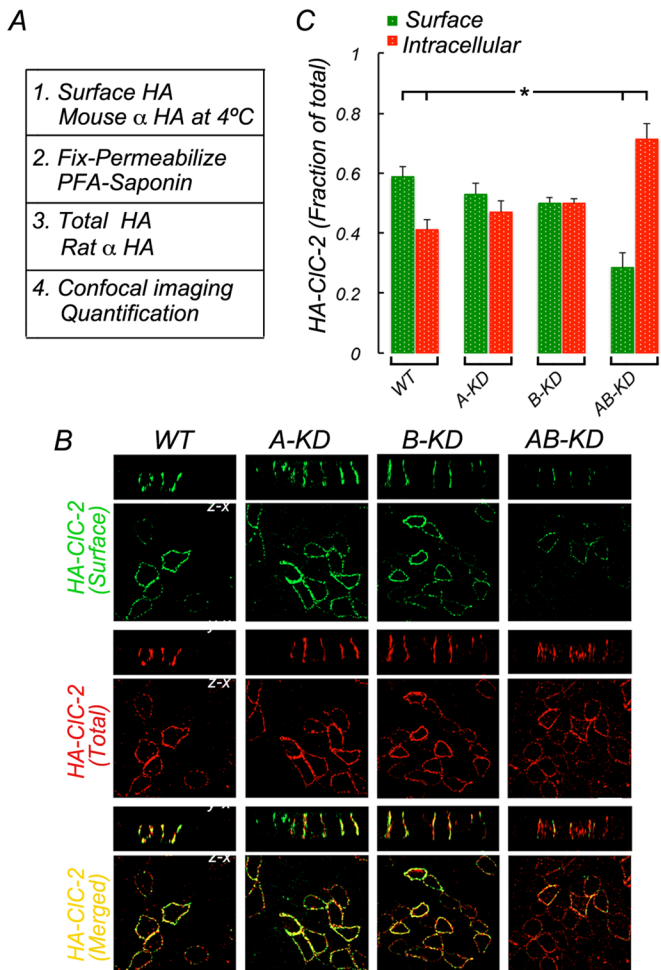 A
1. Surface HA
Mouse α HA at 4ºC
2. Fix-Permeabilize
PFA-Saponin
3. Total HA
Rat α HA
4. Confocal imaging
Quantification
C
Surface
Intracellular
HA-ClC-2 (Fraction of total)
1
0.8
0.6
0.4
0.2
0
*
WT
A-KD
B-KD
AB-KD
B
WT
A-KD
B-KD
AB-KD
HA-ClC-2
(Surface)
z-x
HA-ClC-2
(Total)
z-x
HA-ClC-2
(Merged)
z-x